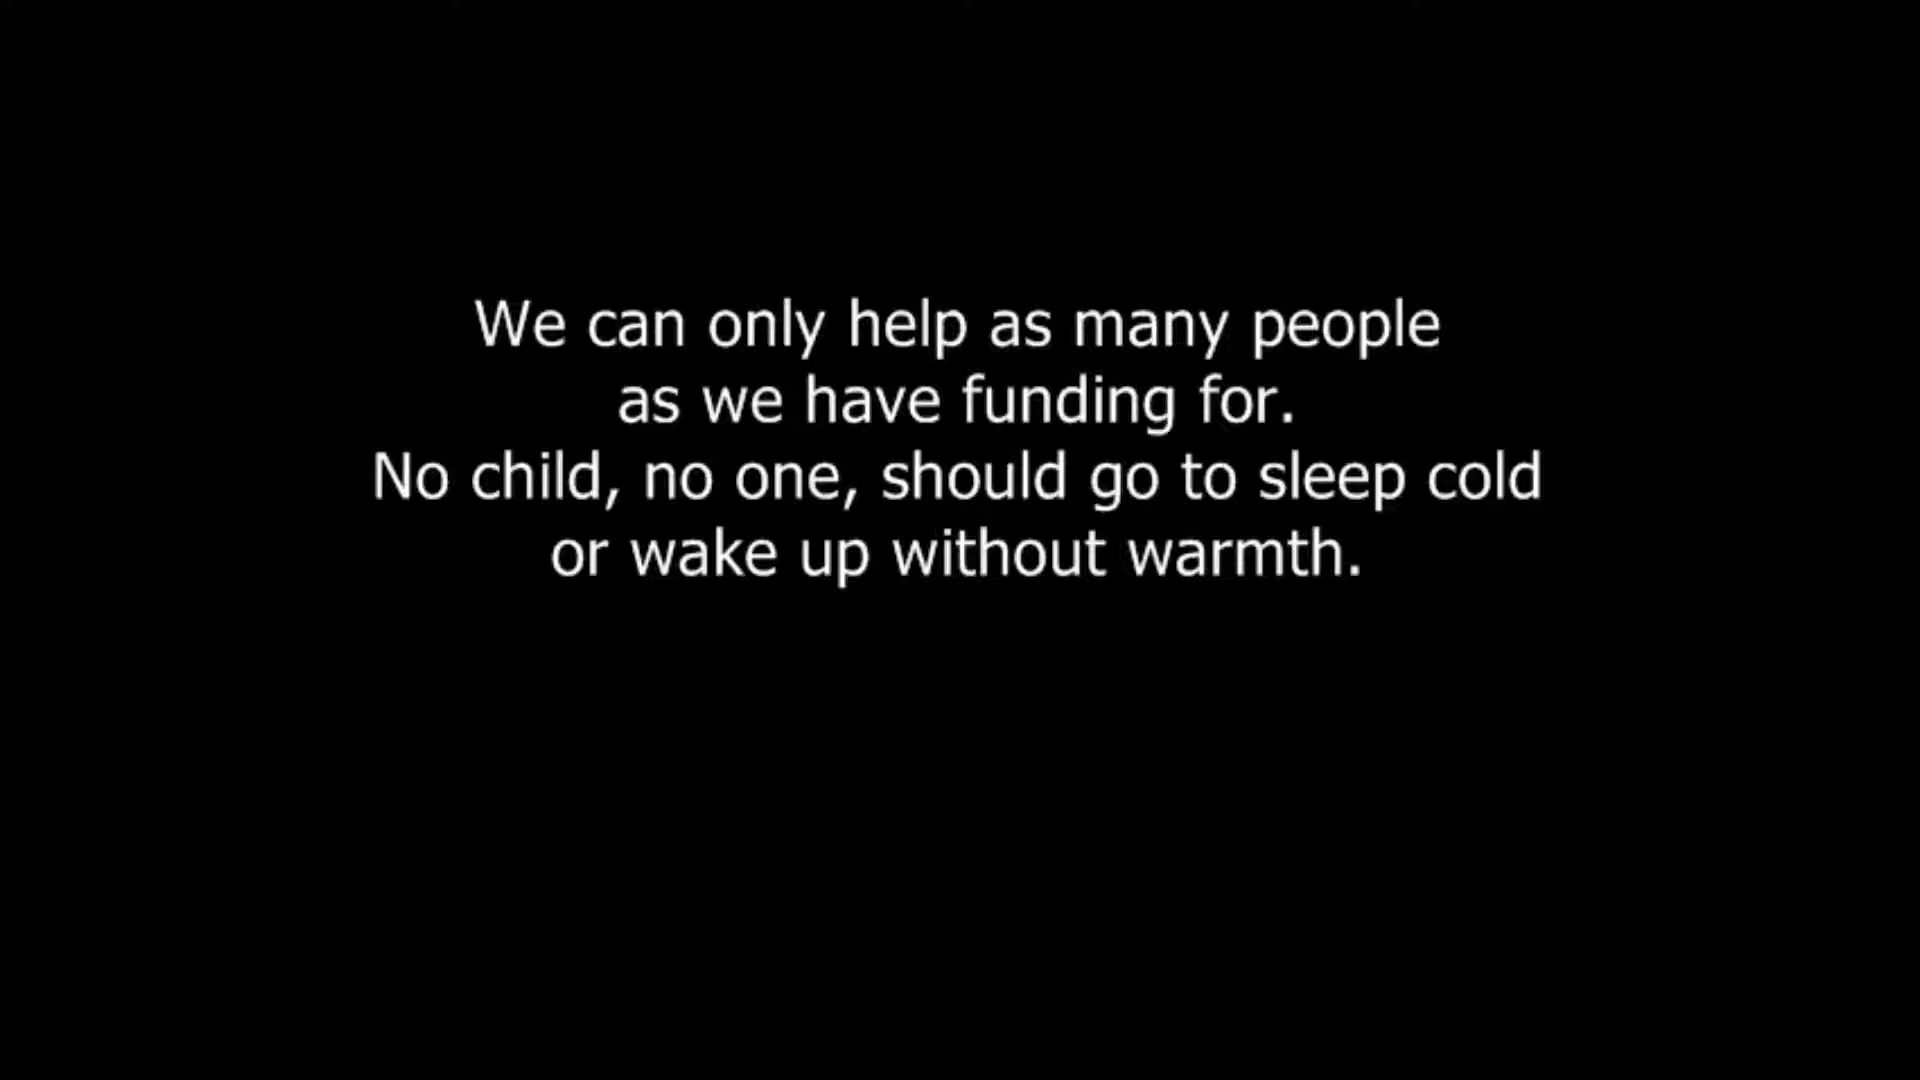 We can only help as many people
as we have funding for.
No child, no one, should go to sleep cold
or wake up without warmth.